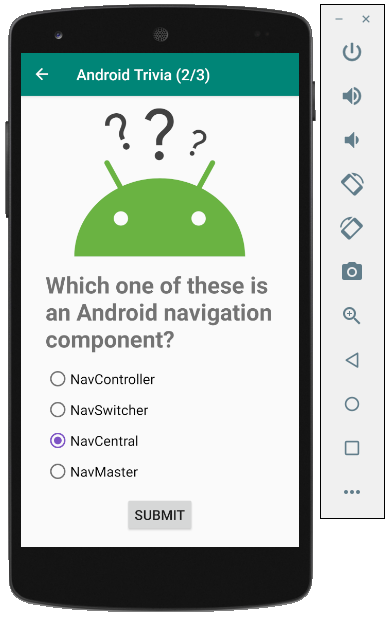 Android Trivia (2/3)
? ? ?
Which one of these is
an Android navigation
component?
NavController
NavSwitcher
NavCentral
NavMaster
SUBMIT